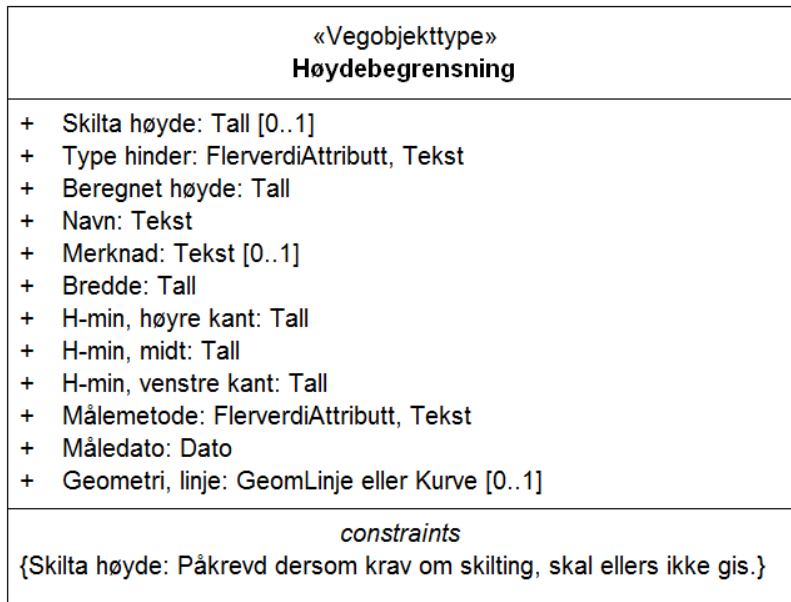 «Vegobjekttype»
Høydebegrensning
+ Skilta høyde: Tall [0..1]
+ Type hinder: FlerverdiAttributt, Tekst
+ Beregnet høyde: Tall
+ Navn: Tekst
+ Merknad: Tekst [0..1]
+ Bredde: Tall
+ H-min, høyre kant: Tall
+ H-min, midt: Tall
+ H-min, venstre kant: Tall
+ Målemetode: FlerverdiAttributt, Tekst
+ Måledato: Dato
+ Geometri, linje: GeomLinje eller Kurve [0..1]
constraints
{Skilta høyde: Påkrevd dersom krav om skilting, skal ellers ikke gis.}